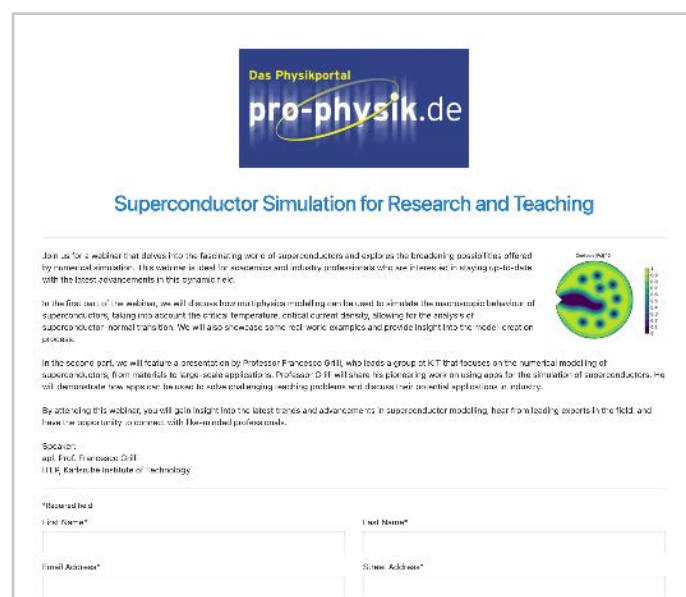 Das Physikportal
pro-physik.de
Superconductor Simulation for Research and Teaching
Join us for a webinar that delves into the fascinating world of superconductors and explores the broadening possibilities offered
by numerical simulation. This webinar is ideal for academics and industry professionals who are interested in staying up-to-date
with the latest advancements in this dynamic field.
In the first part of the webinar, we will discuss how multiphysics modelling can be used to simulate the macroscopic behaviour of
superconductors, taking into account the critical temperature, critical current density, allowing for the analysis of
superconductor-normal transition. We will also showcase some real-world examples and provide insight into the model-creation
process.
In the second part, we will feature a presentation by Professor Francesco Grilli, who leads a group at KIT that focuses on the numerical modelling of
superconductors, from materials to large-scale applications. Professor Grilli will share his pioneering work on using apps for the simulation of superconductors. He
will demonstrate how apps can be used to solve challenging teaching problems and discuss their potential applications in industry.
By attending this webinar, you will gain insight into the latest trends and advancements in superconductor modelling, hear from leading experts in the field, and
have the opportunity to connect with like-minded professionals.
Speaker:
apl. Prof. Francesco Grilli
ITEP, Karlsruhe Institute of Technology
*Required field
First Name*
Last Name*
Email Address*
Street Address*